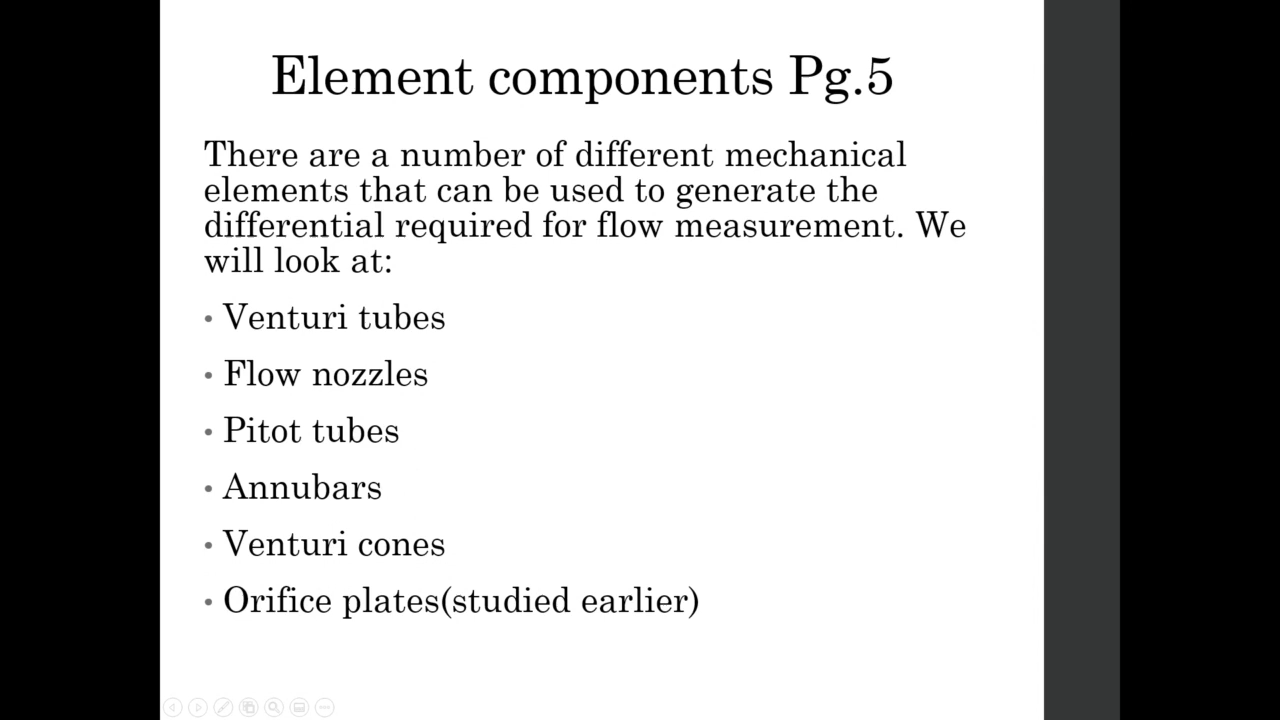 Element components Pg.5
There are a number of different mechanical
elements that can be used to generate the
differential required for flow measurement. We
will look at:
• Venturi tubes
• Flow nozzles
• Pitot tubes
• Annubars
• Venturi cones
• Orifice plates(studied earlier)